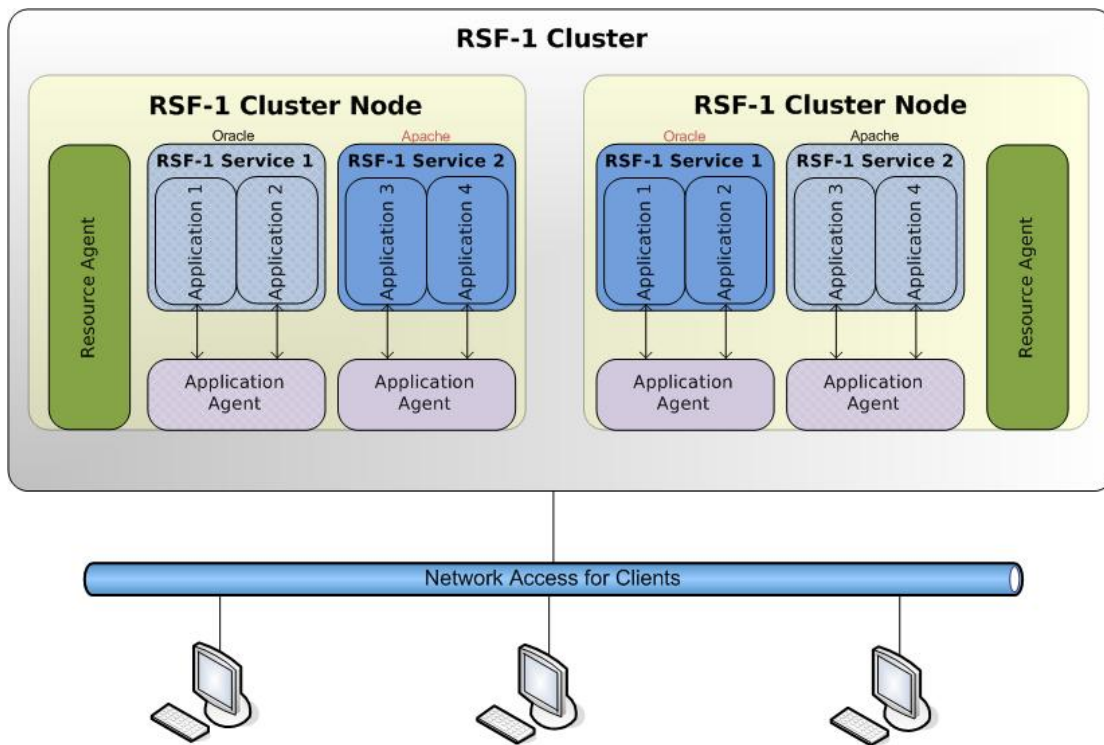 RSF-1 Cluster
RSF-1 Cluster Node
Oracle
Apache
Resource Agent
RSF-1 Service 1
Application 1
Application 2
RSF-1 Service 2
Application 3
Application 4
Application
Agent
Application
Agent
RSF-1 Cluster Node
Oracle
Apache
RSF-1 Service 1
Application 1
Application 2
RSF-1 Service 2
Application 3
Application 4
Resource Agent
Application
Agent
Application
Agent
Network Access for Clients